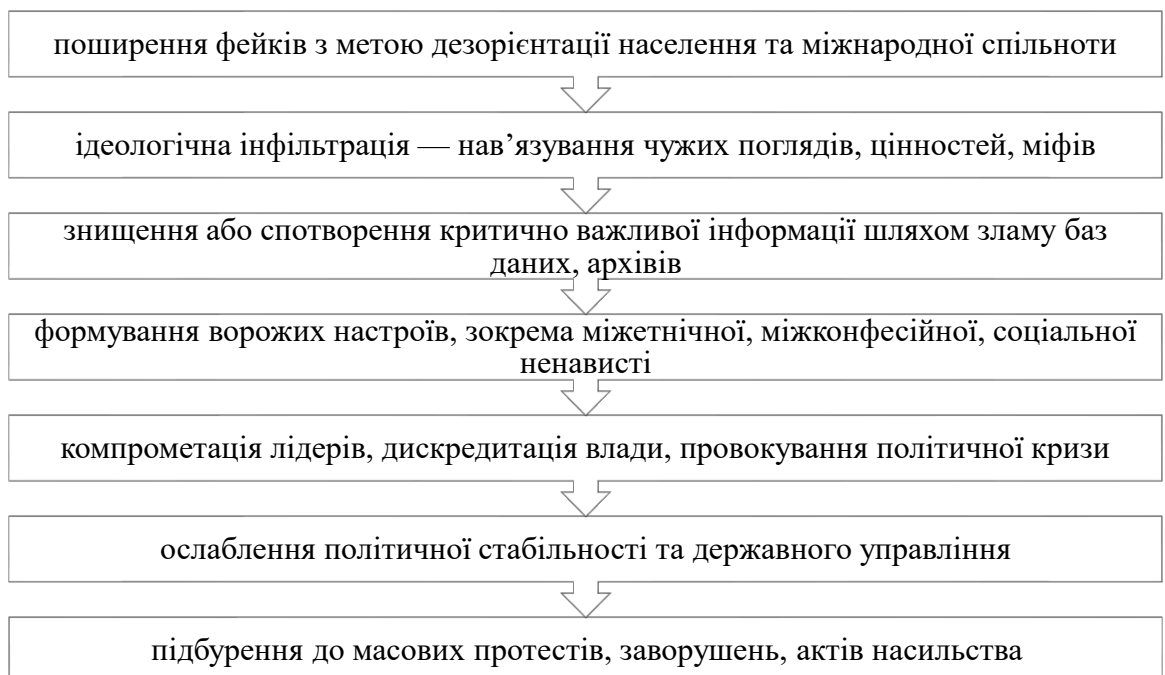 поширення фейків з метою дезорієнтації населення та міжнародної спільноти
ідеологічна інфільтрація — нав’язування чужих поглядів, цінностей, міфів
знищення або спотворення критично важливої інформації шляхом зламу баз
даних, архівів
формування ворожих настроїв, зокрема міжетнічної, міжконфесійної, соціальної
ненависті
компрометація лідерів, дискредитація влади, провокування політичної кризи
ослаблення політичної стабільності та державного управління
підбурення до масових протестів, заворушень, актів насильства